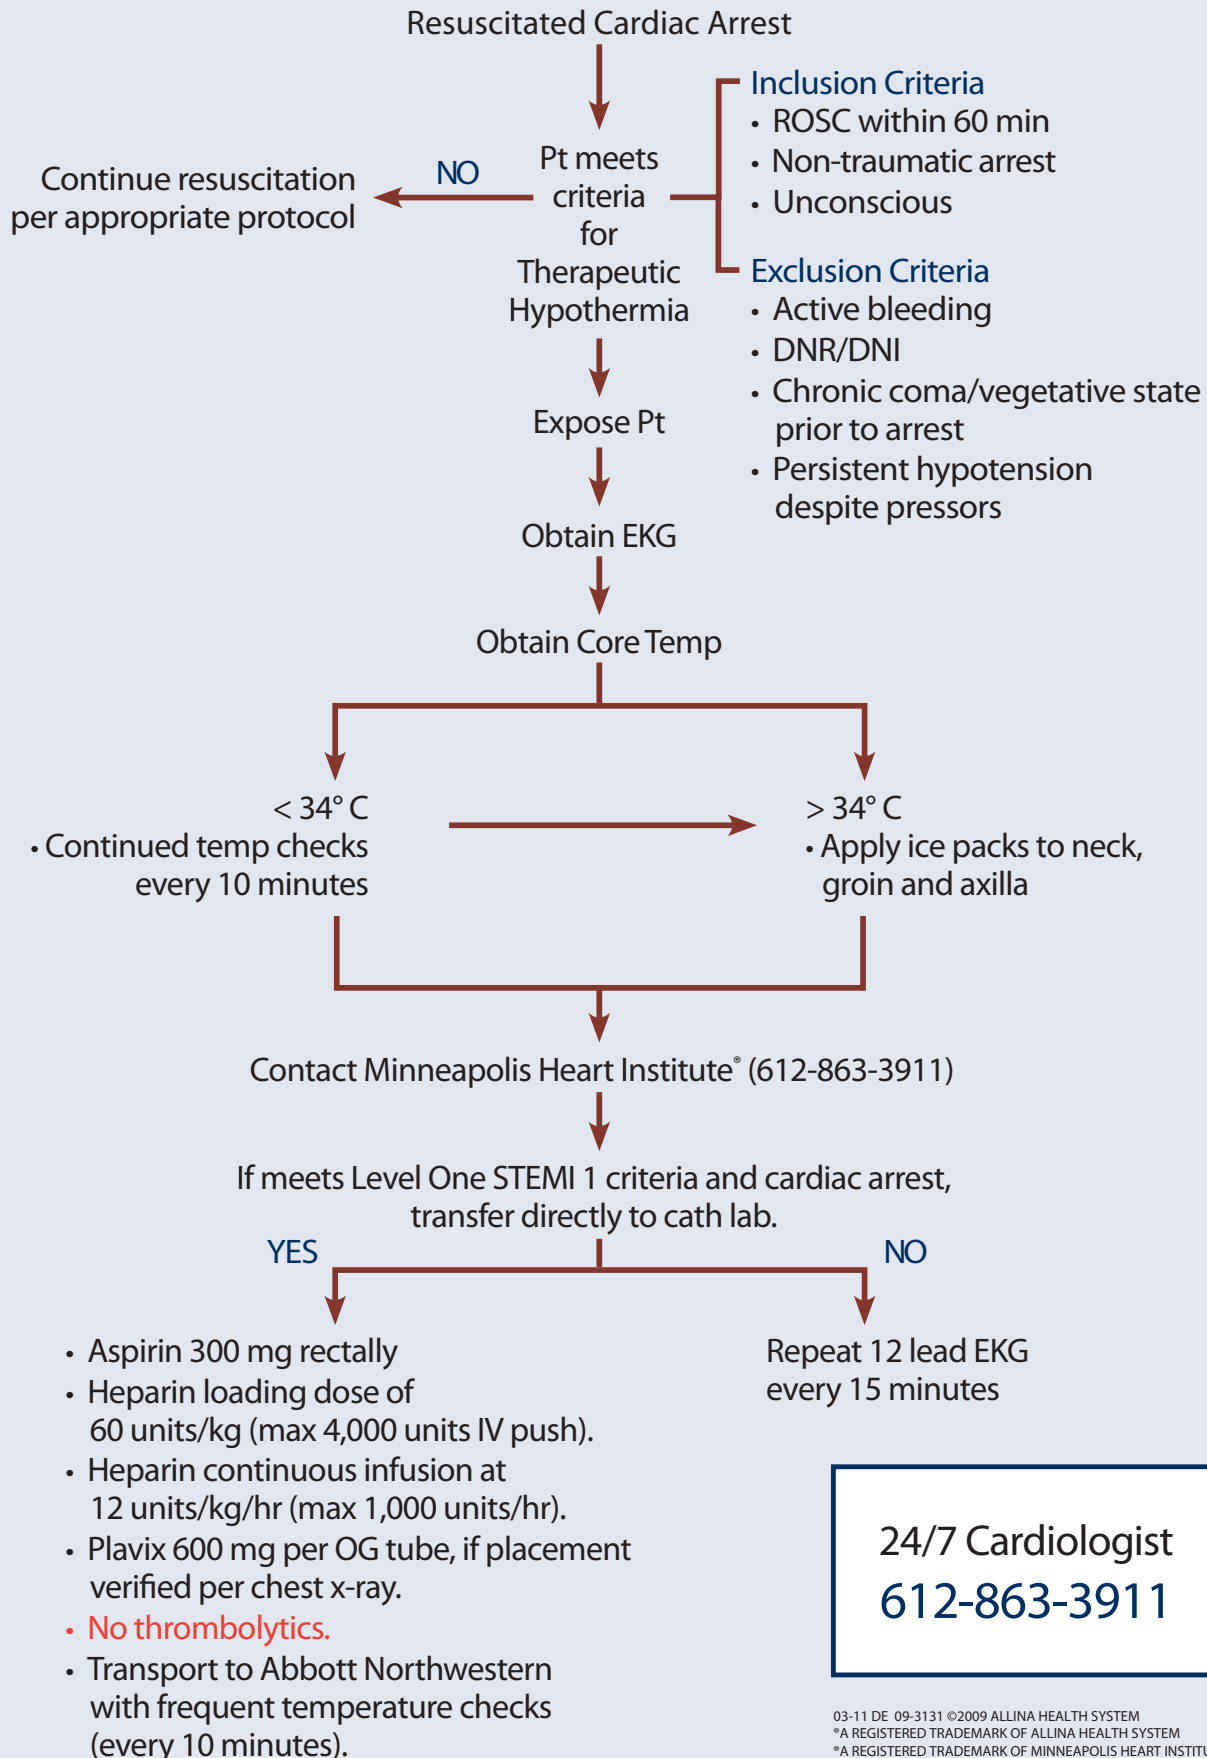 Resuscitated Cardiac Arrest
Inclusion Criteria
• ROSC within 60 min
• Non-traumatic arrest
• Unconscious
Pt meets
criteria
for
Therapeutic
Hypothermia
NO
Continue resuscitation
per appropriate protocol
Exclusion Criteria
• Active bleeding
• DNR/DNI
• Chronic coma/vegetative state
prior to arrest
• Persistent hypotension
despite pressors
Expose Pt
Obtain EKG
Obtain Core Temp
< 34° C
• Continued temp checks
every 10 minutes
> 34° C
• Apply ice packs to neck,
groin and axilla
Contact Minneapolis Heart Institute® (612-863-3911)
If meets Level One STEMI 1 criteria and cardiac arrest,
transfer directly to cath lab.
YES
NO
• Aspirin 300 mg rectally
• Heparin loading dose of
60 units/kg (max 4,000 units IV push).
• Heparin continuous infusion at
12 units/kg/hr (max 1,000 units/hr).
• Plavix 600 mg per OG tube, if placement
verified per chest x-ray.
• No thrombolytics.
• Transport to Abbott Northwestern
with frequent temperature checks
(every 10 minutes).
Repeat 12 lead EKG
every 15 minutes
24/7 Cardiologist
612-863-3911
03-11 DE 09-3131 ©2009 ALLINA HEALTH SYSTEM
®A REGISTERED TRADEMARK OF ALLINA HEALTH SYSTEM
®A REGISTERED TRADEMARK OF MINNEAPOLIS HEART INSTITU